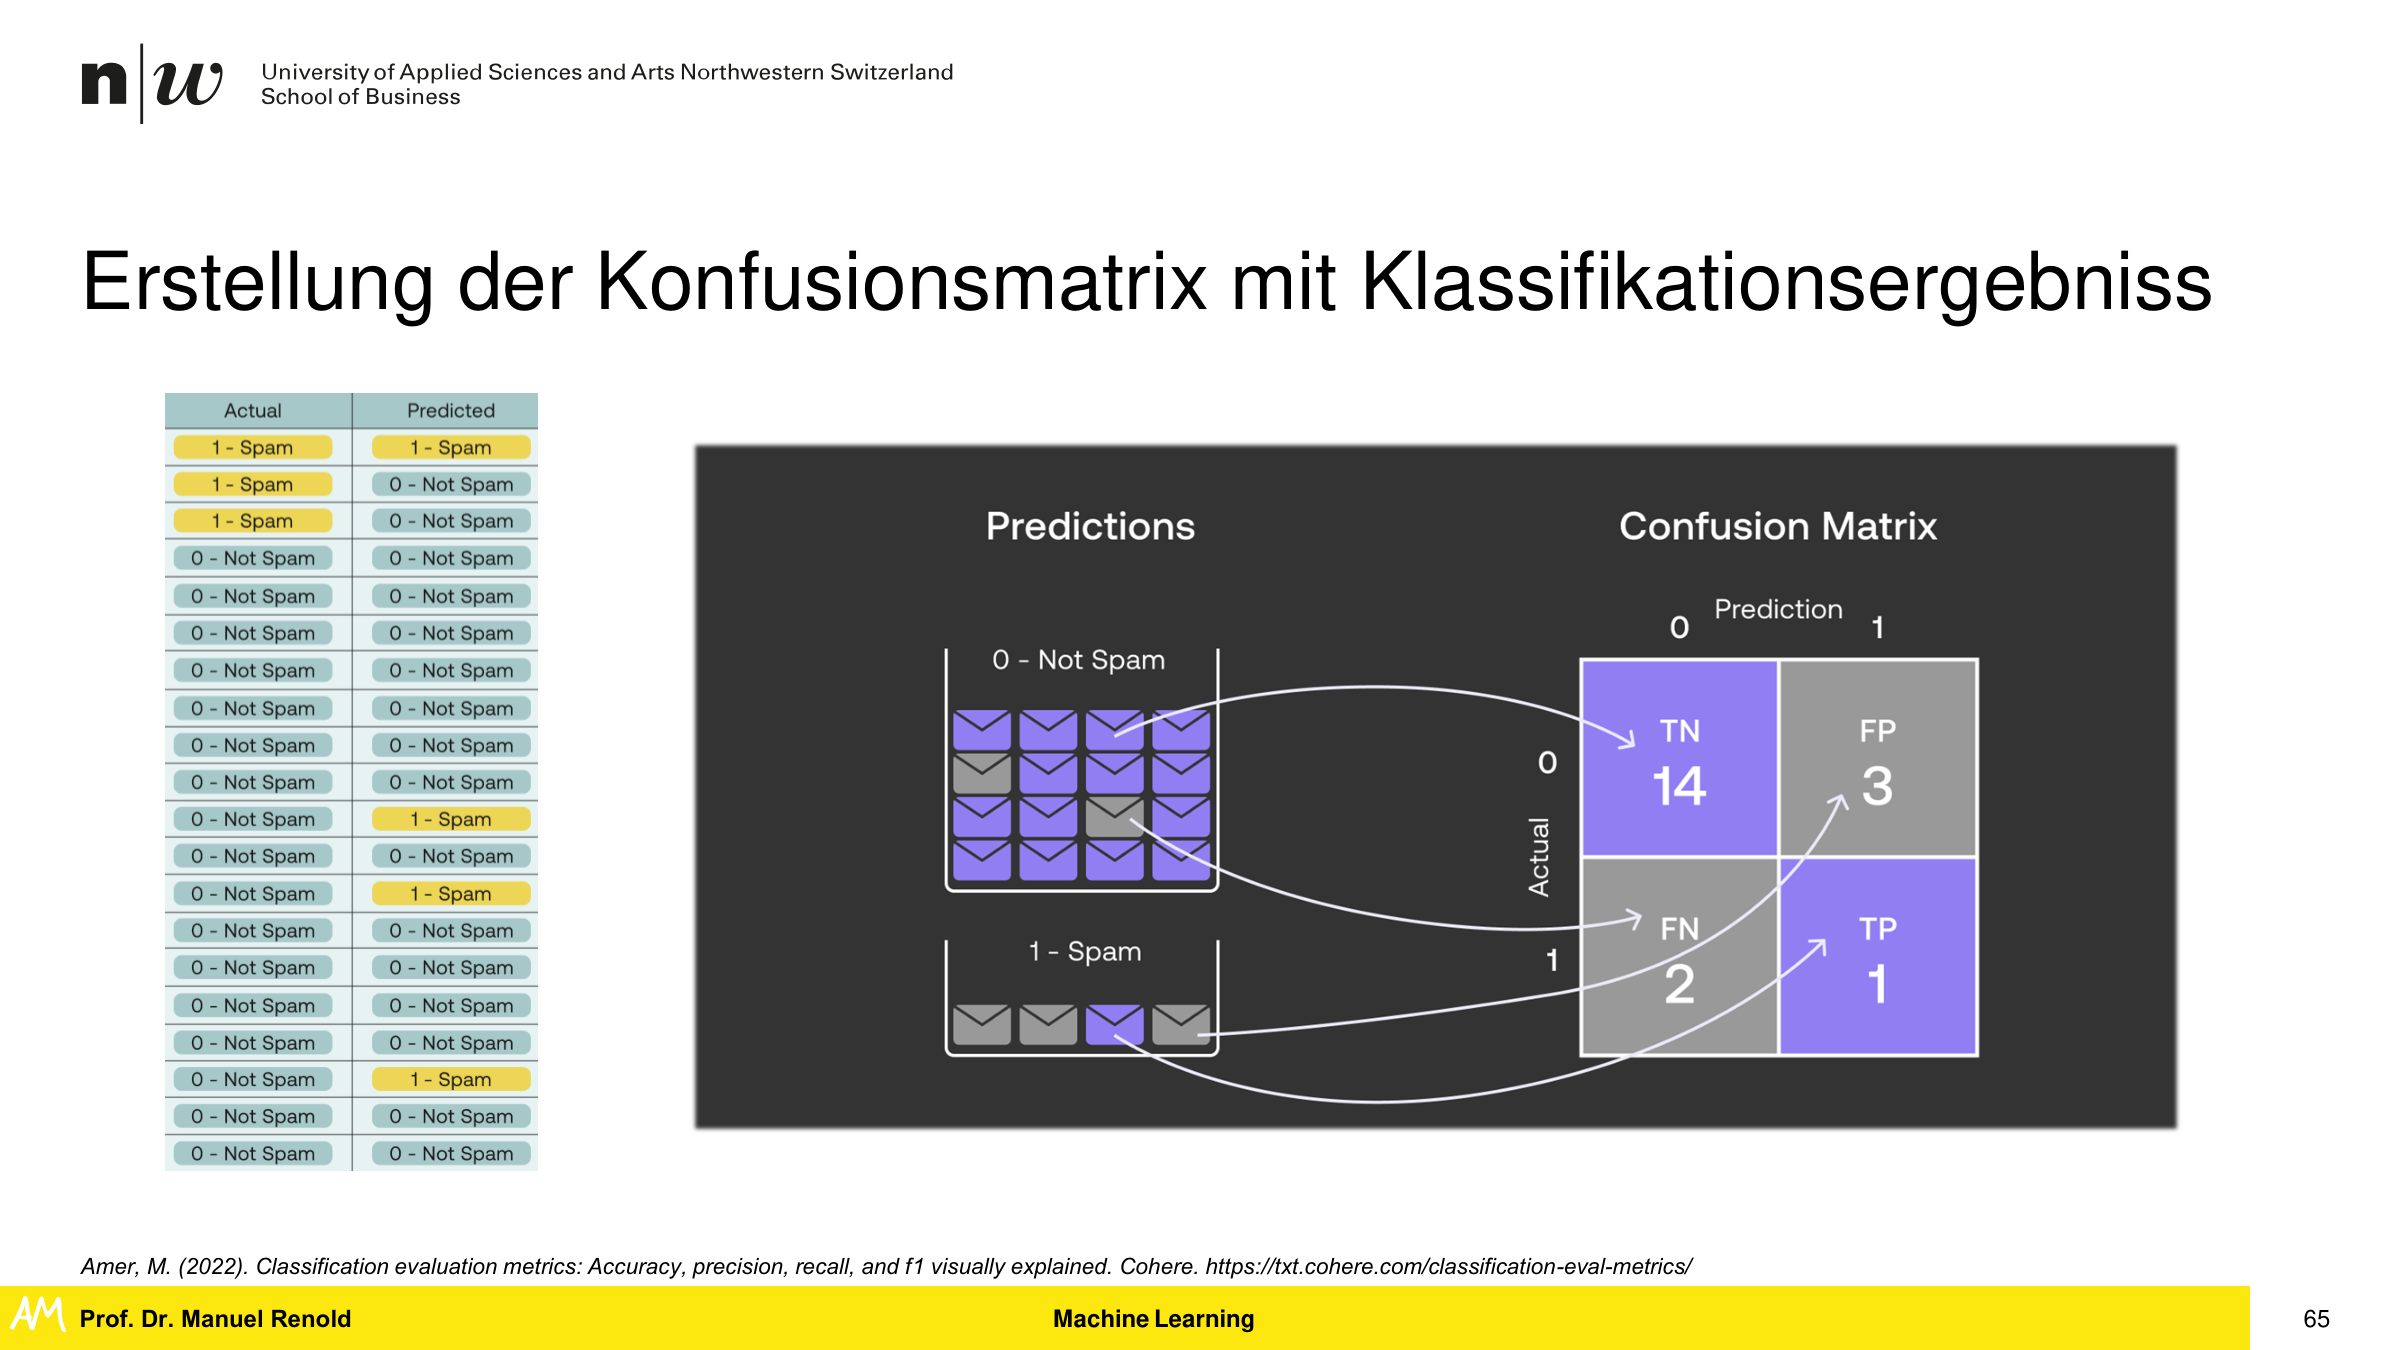 n|w University of Applied Sciences and Arts Northwestern Switzerland
School of Business
Erstellung der Konfusionsmatrix mit Klassifikationsergebniss
Actual Predicted
1 - Spam 1 - Spam
1 - Spam 0 - Not Spam
1 - Spam 0 - Not Spam
0 - Not Spam 0 - Not Spam
0 - Not Spam 0 - Not Spam
0 - Not Spam 0 - Not Spam
0 - Not Spam 0 - Not Spam
0 - Not Spam 0 - Not Spam
0 - Not Spam 0 - Not Spam
0 - Not Spam 0 - Not Spam
0 - Not Spam 1 - Spam
0 - Not Spam 0 - Not Spam
0 - Not Spam 1 - Spam
0 - Not Spam 0 - Not Spam
0 - Not Spam 0 - Not Spam
0 - Not Spam 0 - Not Spam
0 - Not Spam 0 - Not Spam
0 - Not Spam 1 - Spam
0 - Not Spam 0 - Not Spam
0 - Not Spam 0 - Not Spam
Predictions
0 - Not Spam
1 - Spam
Confusion Matrix
Prediction
0 1
Actual
0
TN FP
14 3
1
FN TP
2 1
Amer, M. (2022). Classification evaluation metrics: Accuracy, precision, recall, and f1 visually explained. Cohere. https://txt.cohere.com/classification-eval-metrics/
AM Prof. Dr. Manuel Renold Machine Learning 65